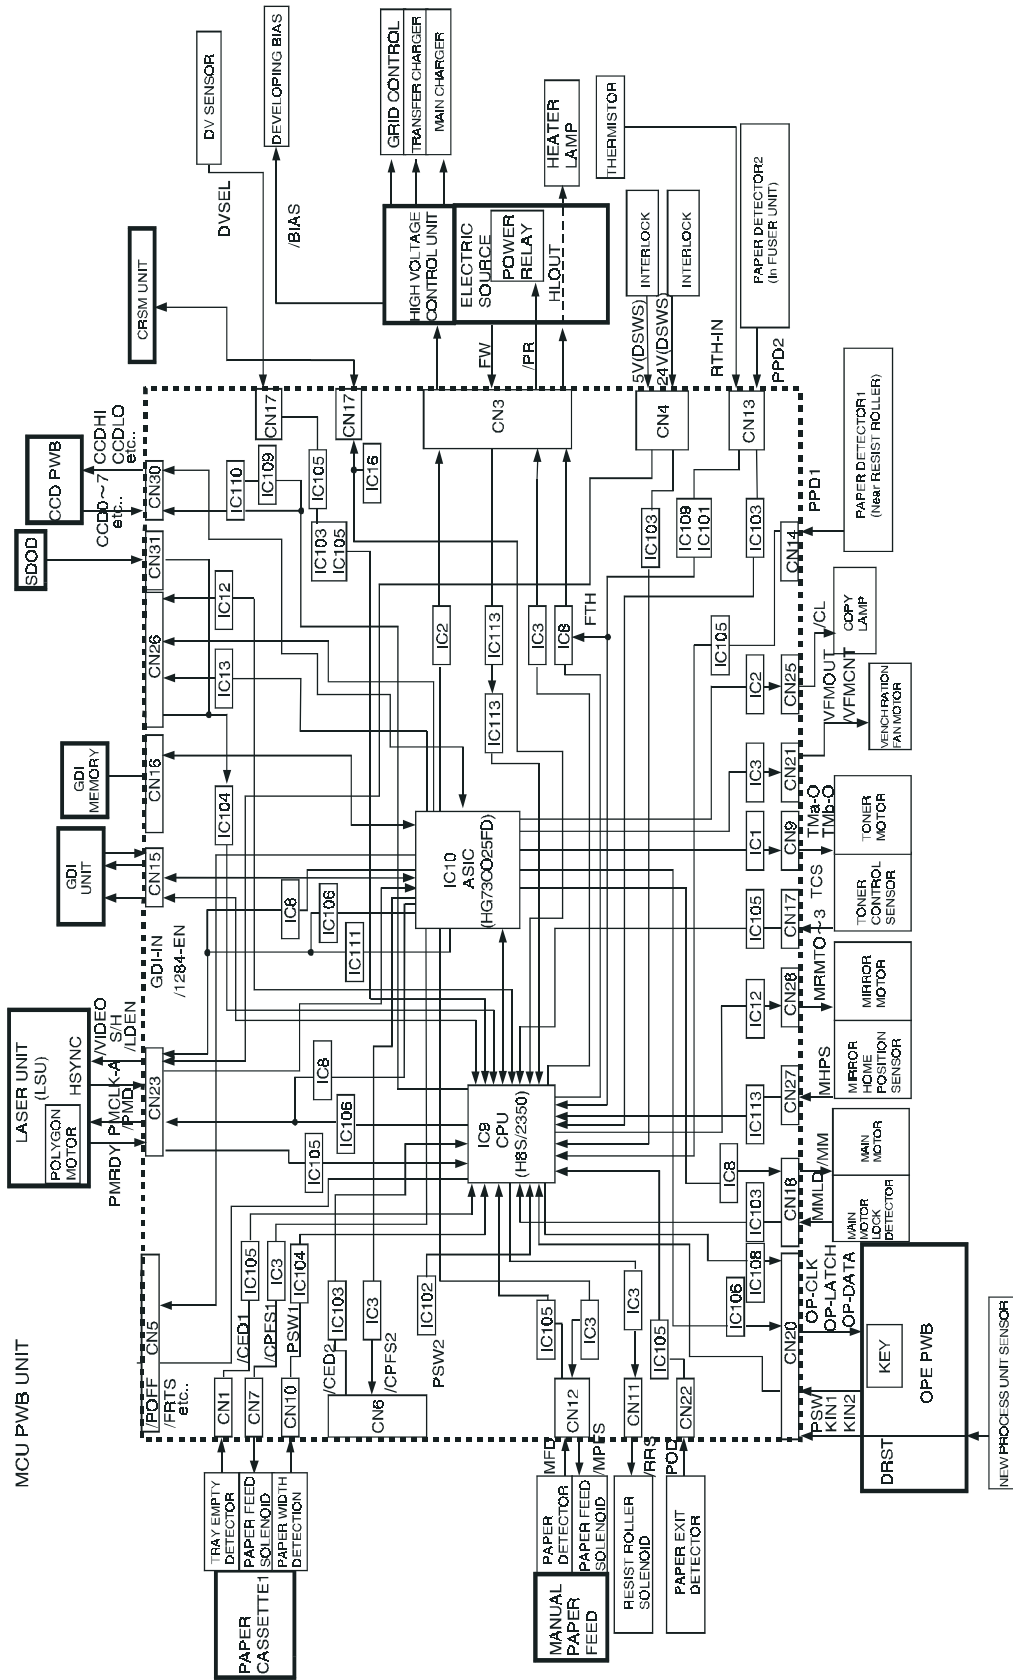 MCU PWB UNIT
DV SENSOR
DEVELOPING BIAS
GRID CONTROL
TRANSFER CHARGER
MAIN CHARGER
DVSEL
/BIAS
CRSM UNIT
HIGH VOLTAGE
CONTROL UNIT
ELECTRIC
SOURCE
POWER
RELAY
HLOUT
HEATER
LAMP
THERMISTOR
INTERLOCK
INTERLOCK
PAPER DETECTOR2
(In FUSER UNIT)
FW
/PR
5V(DSWS)
24V(DSWS)
RTH-IN
PPD2
CCD PWB
CCDHI
CCDLO
etc..
CCD0~7
etc..
SDOD
CN30
CN31
CN26
CN16
CN15
CN23
CN5
CN17
CN17
CN3
CN4
CN13
IC110
IC109
IC105
IC16
IC103
IC105
IC103
IC109
IC101
IC103
CN14
PPD1
PAPER DETECTOR1
(Near RESIST ROLLER)
IC12
IC13
IC104
IC2
IC113
IC3
IC8
FTH
IC113
IC105
IC2
CN25
/CL
COPY
LAMP
VFMOUT
/VFMCNT
VENCHIRATION
FAN MOTOR
IC3
CN21
GDI
MEMORY
GDI
UNIT
GDI-IN
/1284-EN
IC10
ASIC
(HG73C025FD)
IC8
IC106
IC111
IC1
CN9
TMa-O
TMb-O
TONER
MOTOR
TCS
TONER
CONTROL
SENSOR
IC105
CN17
MRMTO~3
IC12
CN28
MIRROR
MOTOR
MIRROR
HOME
POSITION
SENSOR
MHPS
IC113
CN27
LASER UNIT
(LSU)
HSYNC
POLYGON
MOTOR
/VIDEO
S/H
/LDEN
PMCLK-A
/PMD
PMRDY
IC8
IC106
IC105
IC9
CPU
(H8S/2350)
IC8
IC103
CN18
/MM
MMLD
MAIN
MOTOR
MAIN
MOTOR
LOCK
DETECTOR
/POFF
/FRTS
etc..
IC105
IC3
IC104
/CED1
/CPFS1
PSW1
CN1
CN7
CN10
IC103
IC3
IC102
/CED2
/CPFS2
PSW2
CN6
IC105
IC3
IC3
IC105
CN12
CN11
CN22
IC106
IC108
CN20
OP-CLK
OP-LATCH
OP-DATA
KEY
OPE PWB
PSW
KIN1
KIN2
DRST
NEW PROCESS UNIT SENSOR
TRAY EMPTY
DETECTOR
PAPER FEED
SOLENOID
PAPER WIDTH
DETECTION
PAPER
CASSETTE1
MFD
/MPFS
PAPER
DETECTOR
PAPER FEED
SOLENOID
MANUAL
PAPER
FEED
/RRS
RESIST ROLLER
SOLENOID
POD
PAPER EXIT
DETECTOR